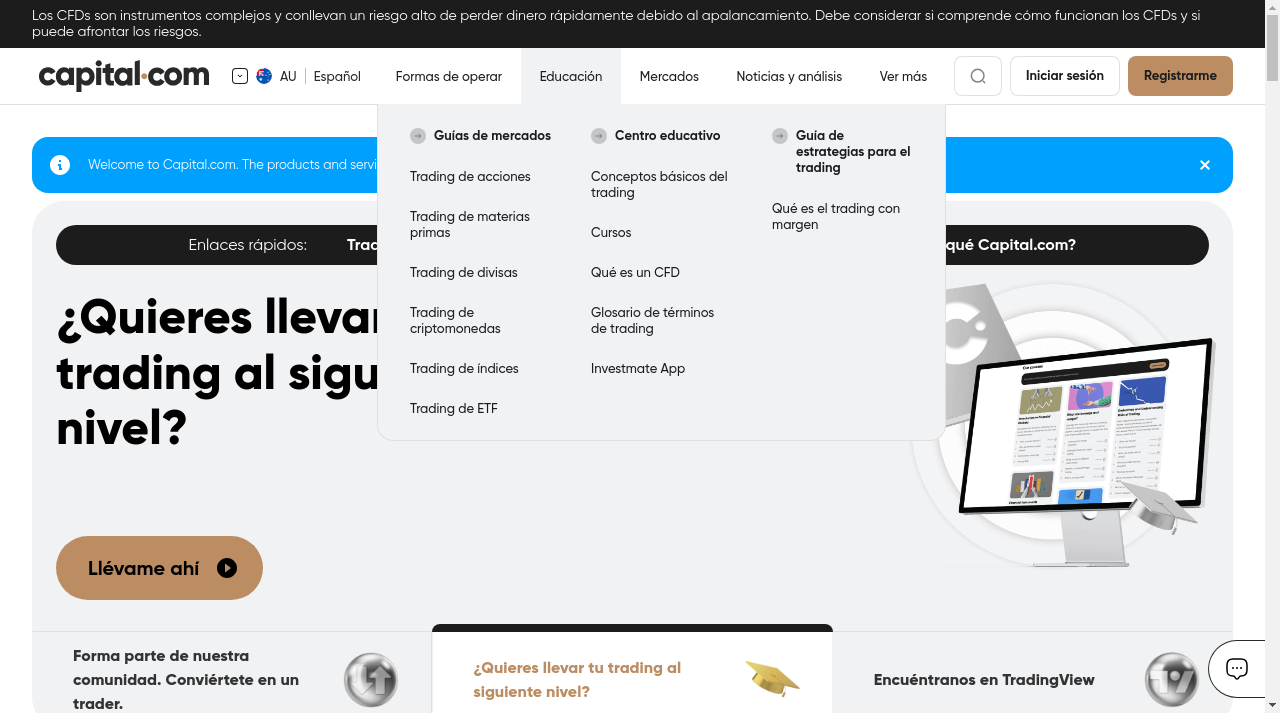 Los CFDs son instrumentos complejos y conllevan un riesgo alto de perder dinero rápidamente debido al apalancamiento. Debe considerar si comprende cómo funcionan los CFDs y si
puede afrontar los riesgos.
capital.com
AU
Español
Formas de operar
Educación
Mercados
Noticias y análisis
Ver más
Iniciar sesión
Registrarme
Welcome to Capital.com. The products and servi
Guías de mercados
Trading de acciones
Trading de materias
primas
Trading de divisas
Trading de
criptomonedas
Trading de índices
Trading de ETF
Centro educativo
Conceptos básicos del
trading
Cursos
Qué es un CFD
Glosario de términos
de trading
Investmate App
Guía de
estrategias para el
trading
Qué es el trading con
margen
Enlaces rápidos:
Trad
qué Capital.com?
¿Quieres llevar
trading al sigu
nivel?
Llévame ahí
Forma parte de nuestra
comunidad. Conviértete en un
trader.
¿Quieres llevar tu trading al
siguiente nivel?
Encuéntranos en TradingView